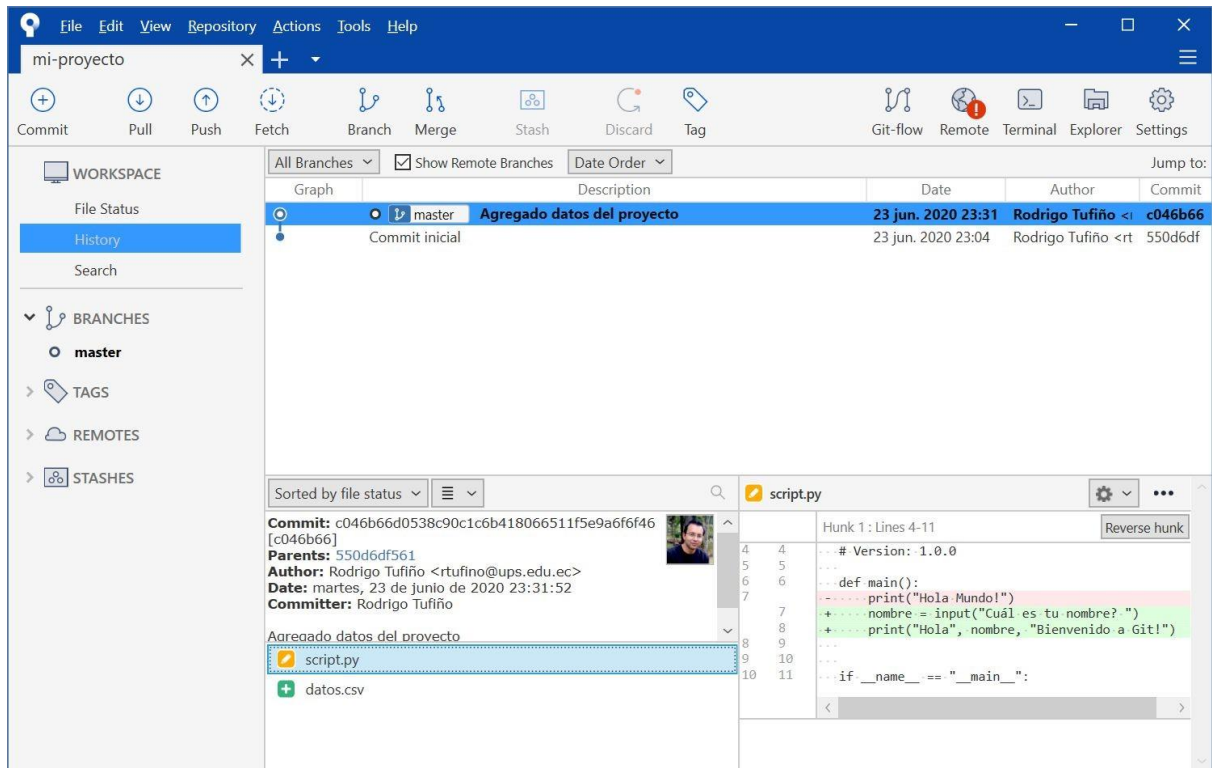 File Edit View Repository Actions Tools Help
mi-proyecto
Commit Pull Push Fetch Branch Merge Stash Discard Tag Git-flow Remote Terminal Explorer Settings
WORKSPACE
File Status
History
Search
BRANCHES
master
TAGS
REMOTES
STASHES
All Branches Show Remote Branches Date Order Jump to:
Graph Description Date Author Commit
master Agregado datos del proyecto 23 jun. 2020 23:31 Rodrigo Tufiño < c046b66
Commit inicial 23 jun. 2020 23:04 Rodrigo Tufiño <rt 550d6df
Sorted by file status
Commit: c046b66d0538c90c1c6b418066511f5e9a6f6f46
[c046b66]
Parents: 550d6df561
Author: Rodrigo Tufiño <rtufino@ups.edu.ec>
Date: martes, 23 de junio de 2020 23:31:52
Committer: Rodrigo Tufiño
Agregado datos del proyecto
script.py
datos.csv
script.py
Hunk 1 : Lines 4-11 Reverse hunk
4 4 # Version: 1.0.0
5 5
6 6 def main():
7 - print("Hola Mundo!")
7 + nombre = input("Cuál es tu nombre? ")
8 + print("Hola", nombre, "Bienvenido a Git!")
8 9
9 10
10 11 if __name__ == "__main__":